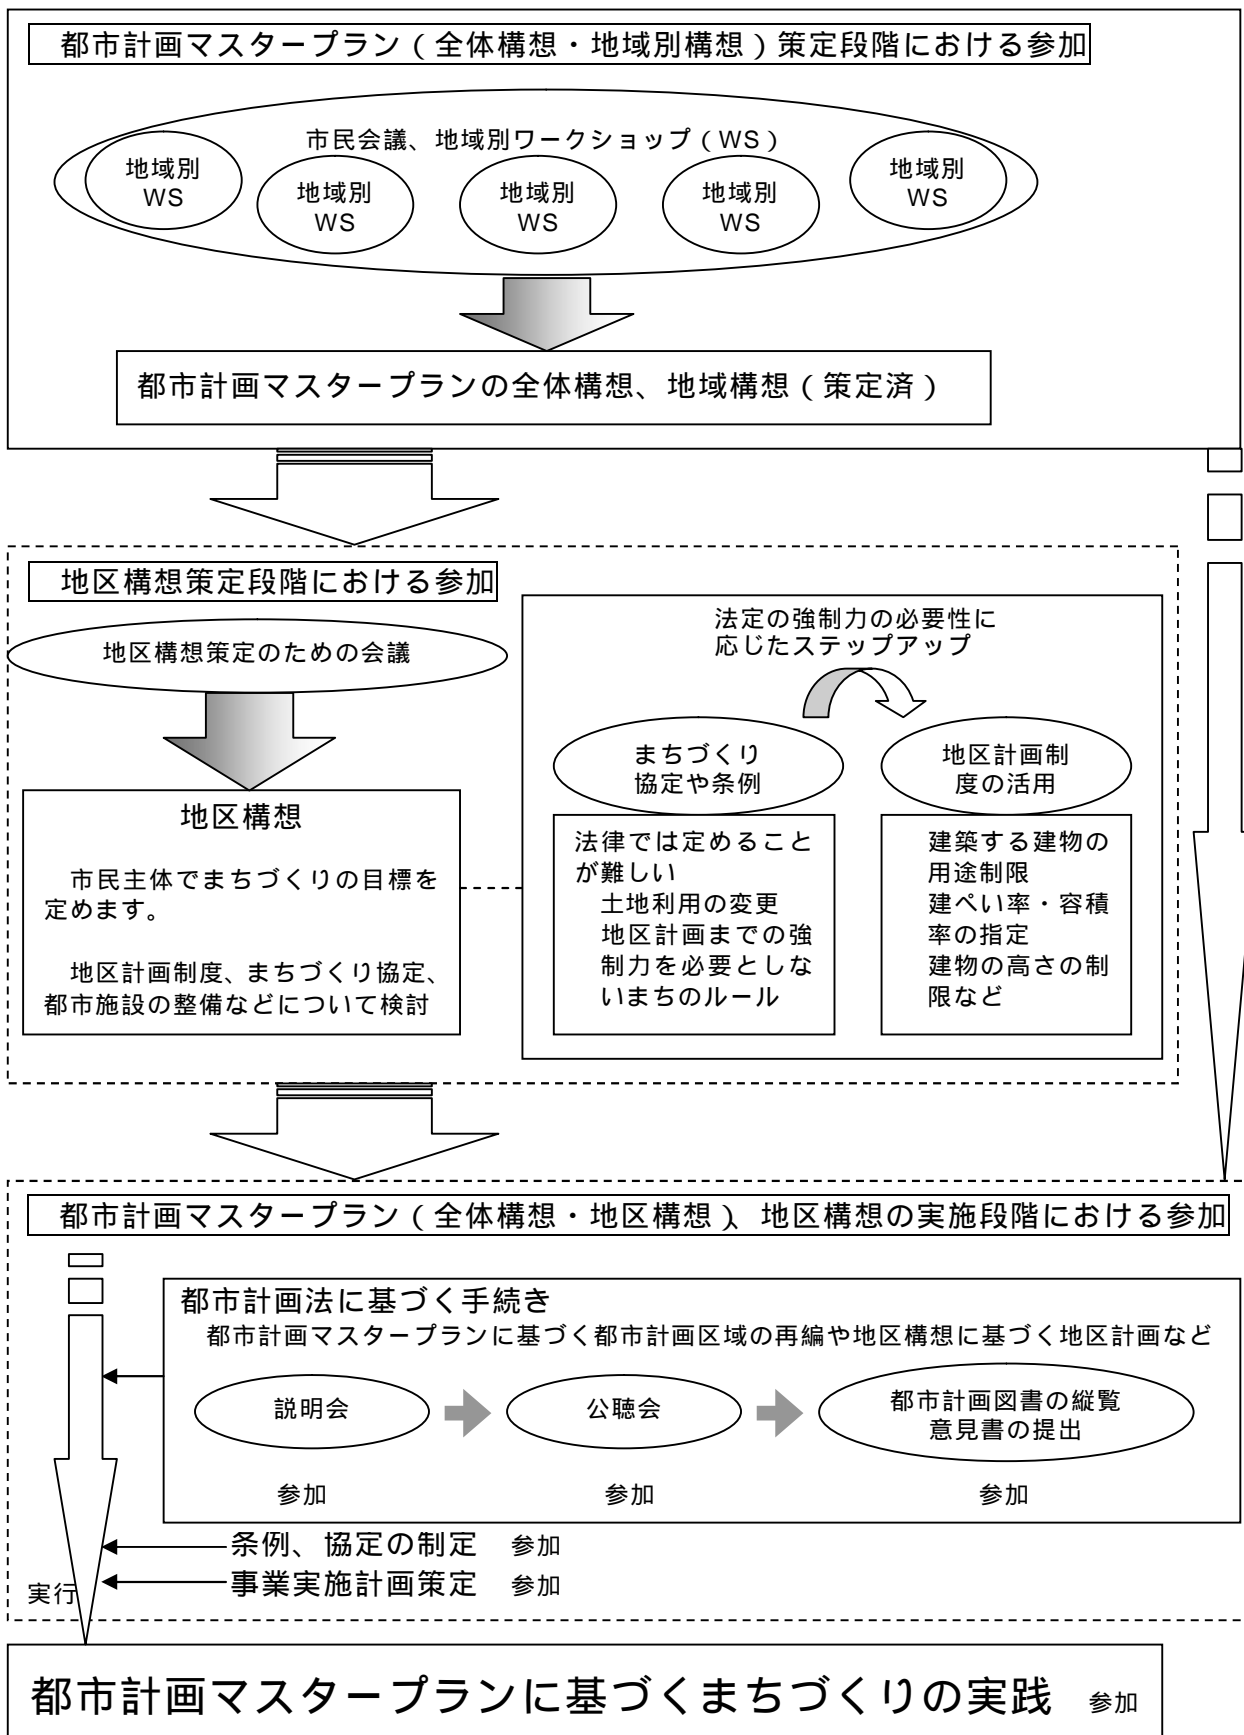 都市計画マスタープラン（全体構想・地域別構想）策定段階における参加
市民会議、地域別ワークショップ（WS）
地域別
WS
地域別
WS
地域別
WS
地域別
WS
地域別
WS
都市計画マスタープランの全体構想、地域構想（策定済）
地区構想策定段階における参加
地区構想策定のための会議
地区構想
市民主体でまちづくりの目標を
定めます。
地区計画制度、まちづくり協定、
都市施設の整備などについて検討
法定の強制力の必要性に
応じたステップアップ
まちづくり
協定や条例
法律では定めること
が難しい
土地利用の変更
地区計画までの強
制力を必要としな
いまちのルール
地区計画制
度の活用
建築する建物の
用途制限
建ぺい率・容積
率の指定
建物の高さの制
限など
都市計画マスタープラン（全体構想・地区構想）、地区構想の実施段階における参加
都市計画法に基づく手続き
都市計画マスタープランに基づく都市計画区域の再編や地区構想に基づく地区計画など
説明会
公聴会
都市計画図書の縦覧
意見書の提出
参加
参加
参加
条例、協定の制定 参加
事業実施計画策定 参加
実行
都市計画マスタープランに基づくまちづくりの実践 参加